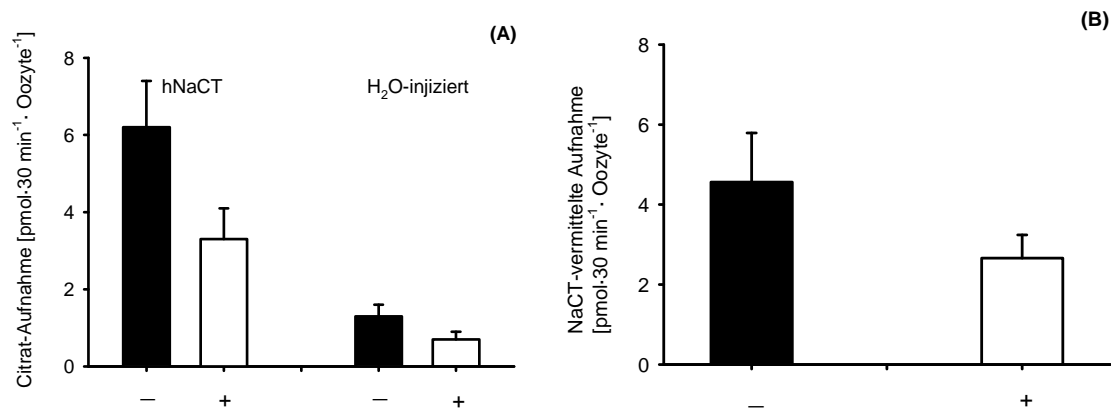 (A)
Citrat-Aufnahme [pmol·30 min⁻¹· Oozyte⁻¹]
8
6
4
2
0
hNaCT
H₂O-injiziert
– + – +
(B)
NaCT-vermittelte Aufnahme
[pmol·30 min⁻¹· Oozyte⁻¹]
8
6
4
2
0
– +